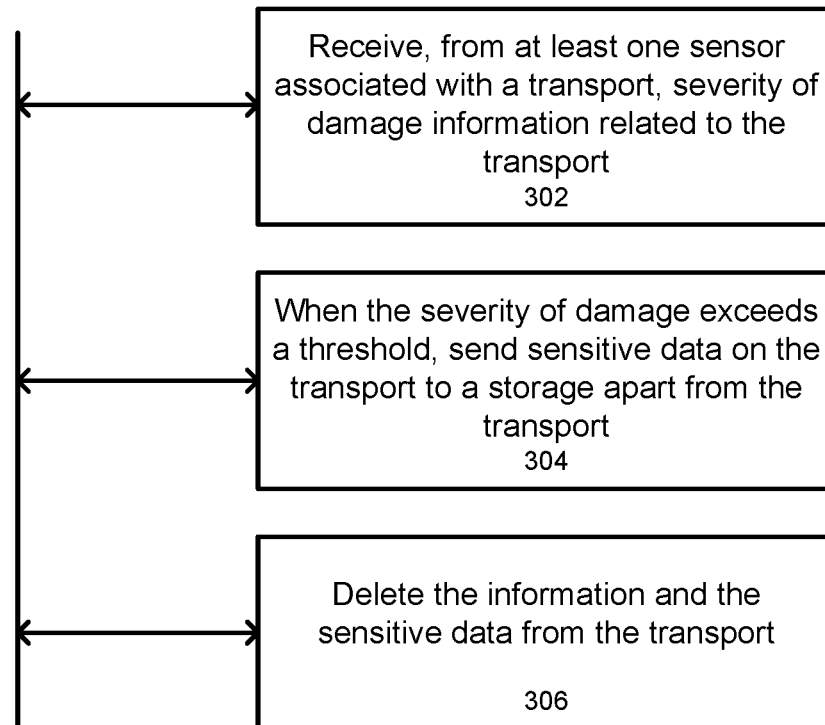 Receive, from at least one sensor
associated with a transport, severity of
damage information related to the
transport
302
When the severity of damage exceeds
a threshold, send sensitive data on the
transport to a storage apart from the
transport
304
Delete the information and the
sensitive data from the transport
306